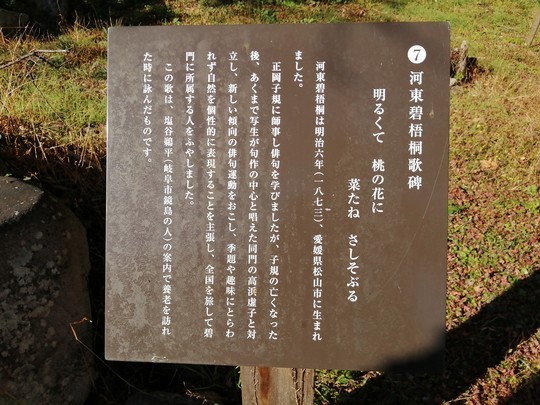 ❼ 河東碧梧桐歌碑
明るくて 桃の花に
菜たね さしそぶる
河東碧梧桐は明治六年(一八七三)、愛媛県松山市に生まれ
ました。
正岡子規に師事し俳句を学びましたが、子規の亡くなった
後、あくまで写生が句作の中心と唱えた同門の高浜虚子と対
立し、新しい傾向の俳句運動をおこし、季題や趣味にとらわ
れず自然を個性的に表現することを主張し、全国を旅して碧
門に所属する人をふやしました。
この歌は、塩谷鵜平(岐阜市鏡島の人)の案内で養老を訪れ
た時に詠んだものです。